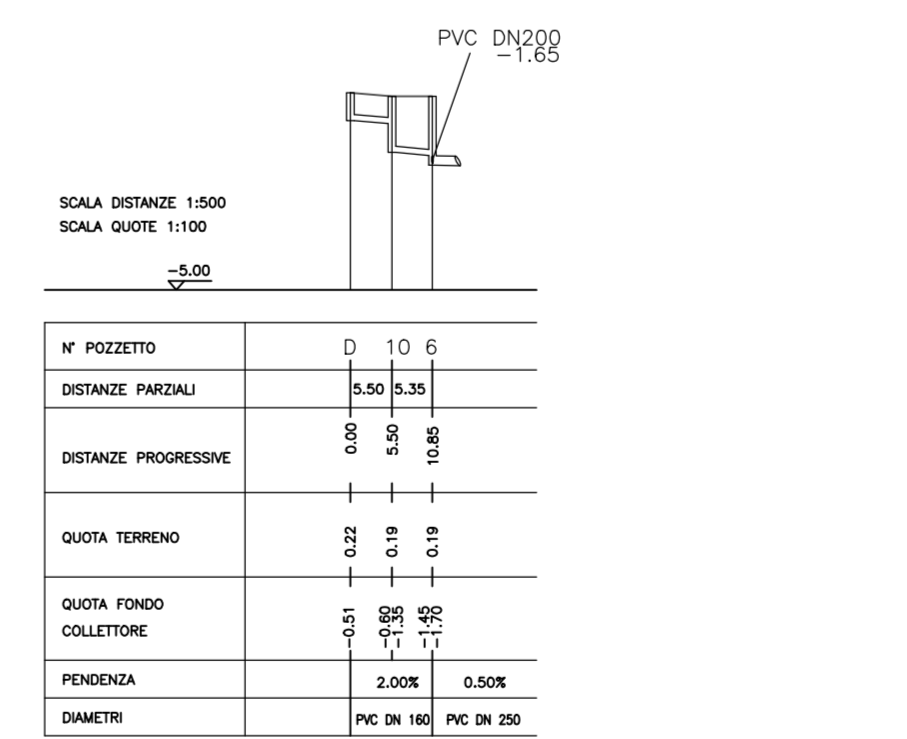 PVC DN200
-1.65
SCALA DISTANZE 1:500
SCALA QUOTE 1:100
-5.00
N° POZZETTO D 10 6
DISTANZE PARZIALI 5.50 5.35
DISTANZE PROGRESSIVE 0.00 5.50 10.85
QUOTA TERRENO 0.22 0.19 0.19
QUOTA FONDO
COLLETTORE -0.51 -0.60 -1.35 -1.45 -1.70
PENDENZA 2.00% 0.50%
DIAMETRI PVC DN 160 PVC DN 250